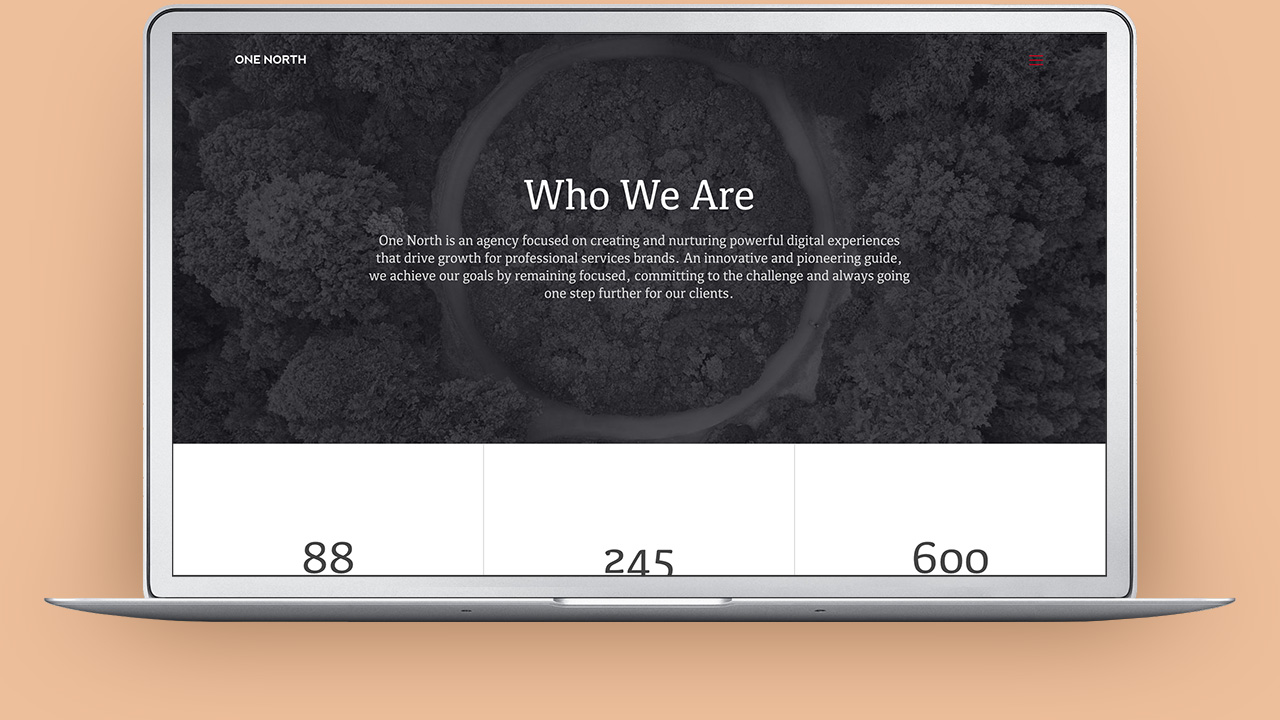 ONE NORTH
Who We Are
One North is an agency focused on creating and nurturing powerful digital experiences
that drive growth for professional services brands. An innovative and pioneering guide,
we achieve our goals by remaining focused, committing to the challenge and always going
one step further for our clients.
88 245 600